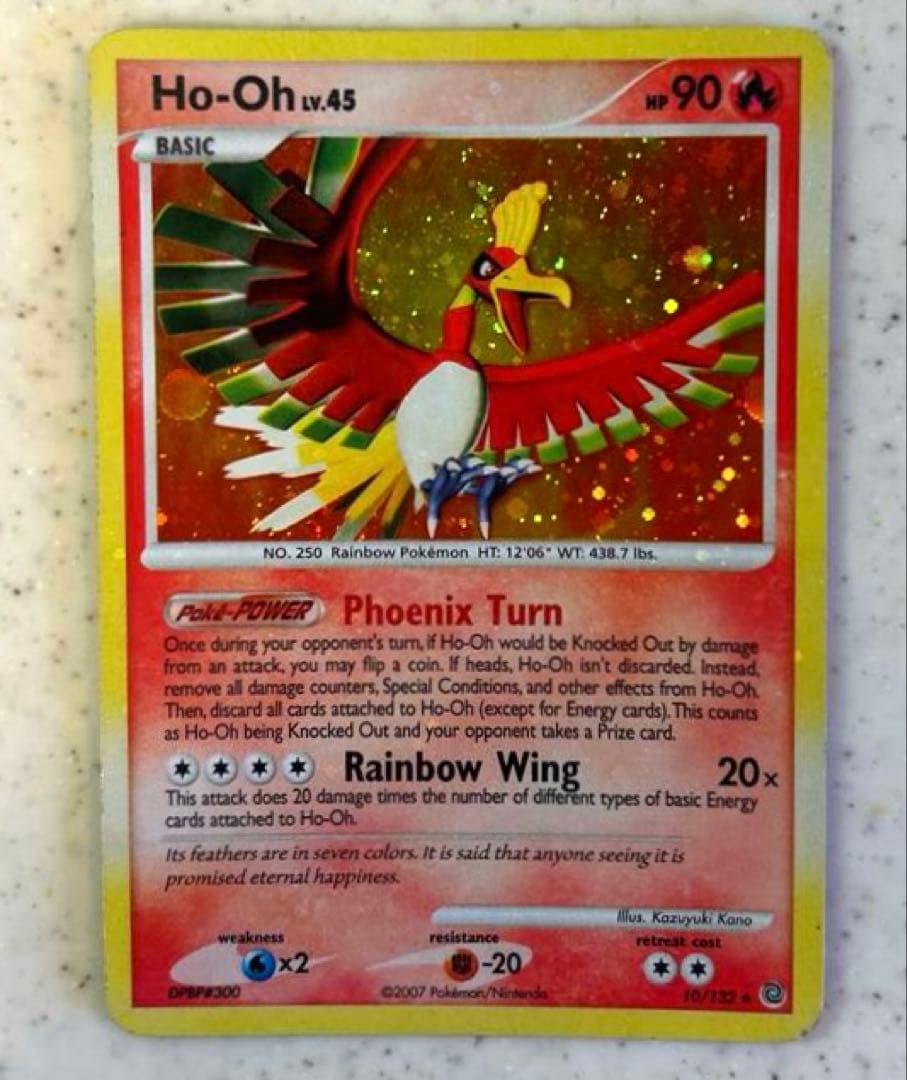 Ho-Oh LV.45 HP 90
BASIC
NO. 250 Rainbow Pokémon HT: 12'06" WT: 438.7 lbs.
Poké-POWER Phoenix Turn
Once during your opponent's turn, if Ho-Oh would be Knocked Out by damage
from an attack, you may flip a coin. If heads, Ho-Oh isn't discarded. Instead,
remove all damage counters, Special Conditions, and other effects from Ho-Oh.
Then, discard all cards attached to Ho-Oh (except for Energy cards). This counts
as Ho-Oh being Knocked Out and your opponent takes a Prize card.
Rainbow Wing 20x
This attack does 20 damage times the number of different types of basic Energy
cards attached to Ho-Oh.
Its feathers are in seven colors. It is said that anyone seeing it is
promised eternal happiness.
Illus. Kazuyuki Kano
weakness resistance retreat cost
x2 -20
DPBP#300 ©2007 Pokémon/Nintendo 10/132